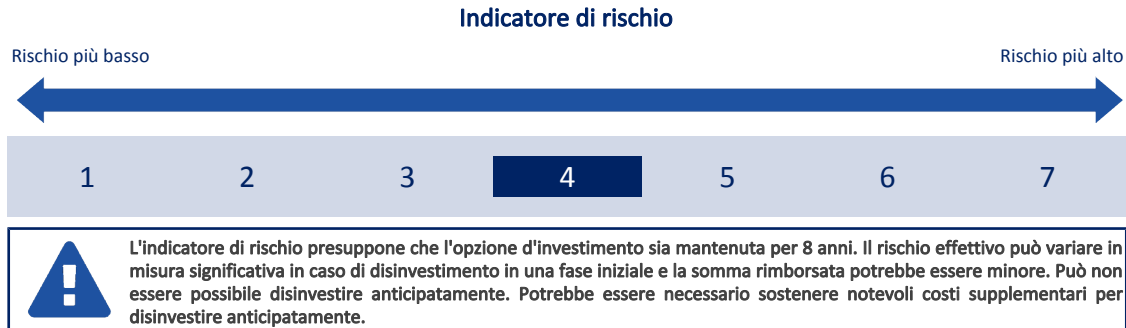 Indicatore di rischio
Rischio più basso
Rischio più alto
1 2 3 4 5 6 7
L'indicatore di rischio presuppone che l'opzione d'investimento sia mantenuta per 8 anni. Il rischio effettivo può variare in
misura significativa in caso di disinvestimento in una fase iniziale e la somma rimborsata potrebbe essere minore. Può non
essere possibile disinvestire anticipatamente. Potrebbe essere necessario sostenere notevoli costi supplementari per
disinvestire anticipatamente.